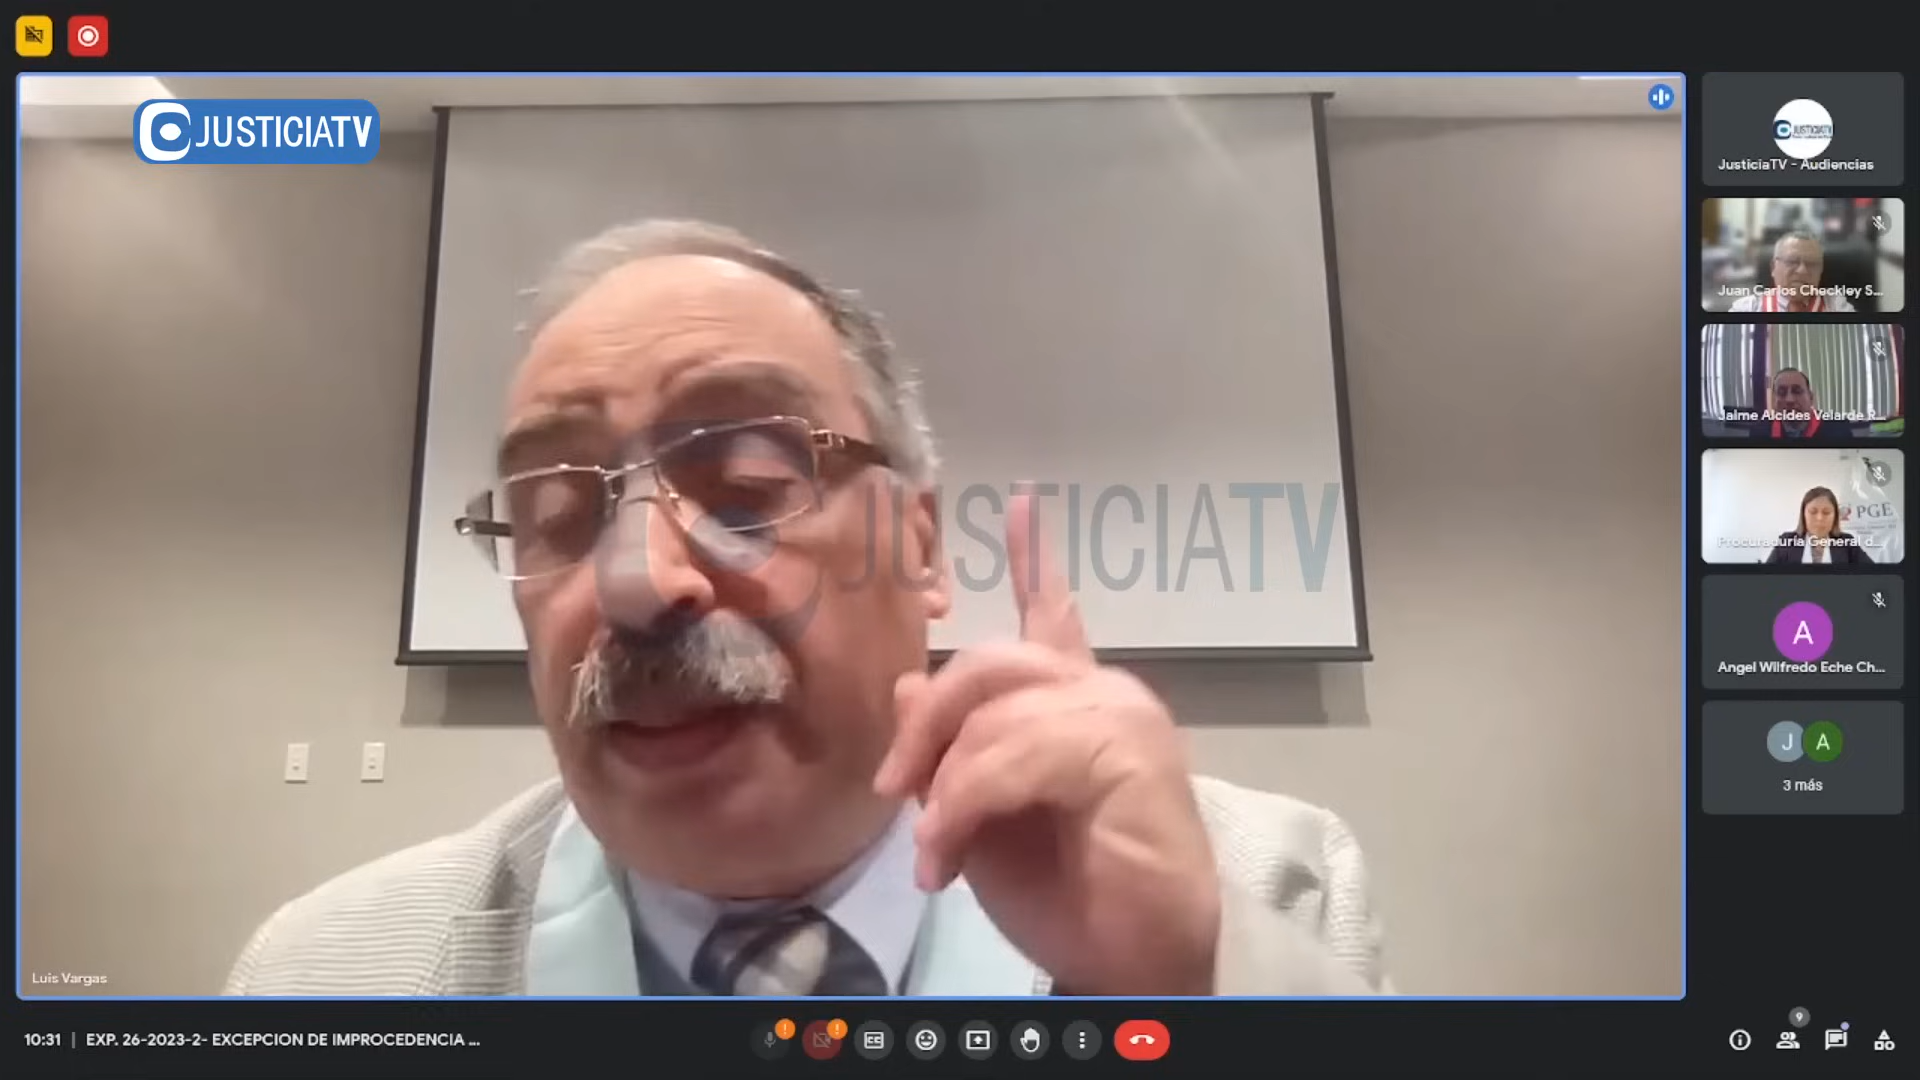 JUSTICIATV
JUSTICIATV
Luis Vargas
JusticiaTV - Audiencias
Juan Carlos Checkley S...
Jaime Alcides Velarde R...
PGE
Procuraduría General d...
A
Angel Wilfredo Eche Ch...
J A
3 más
10:31 | EXP. 26-2023-2- EXCEPCION DE IMPROCEDENCIA ...
9